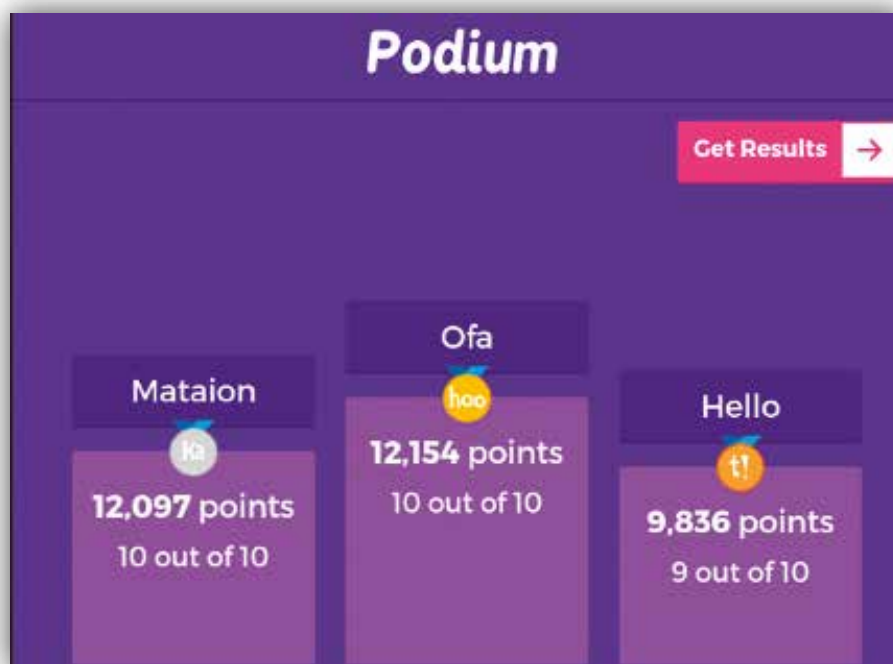 Podium
Get Results
Mataion
Ka
12,097 points
10 out of 10
Ofa
hoo
12,154 points
10 out of 10
Hello
t!
9,836 points
9 out of 10